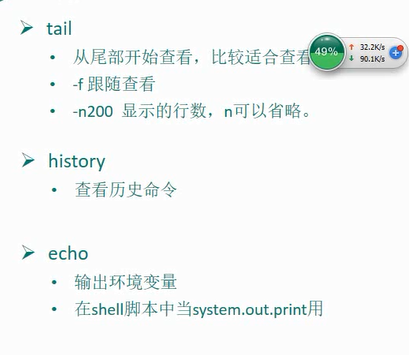 tail
从尾部开始查看，比较适合查看
-f 跟随查看
-n200 显示的行数，n可以省略。
49%
32.2K/s
90.1K/s
history
查看历史命令
echo
输出环境变量
在shell脚本中当system.out.print用